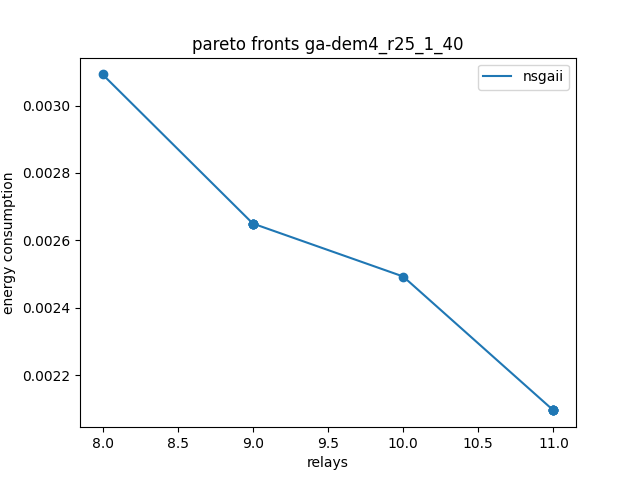 pareto fronts ga-dem4_r25_1_40
nsgaii
energy consumption
0.0030
0.0028
0.0026
0.0024
0.0022
8.0 8.5 9.0 9.5 10.0 10.5 11.0
relays